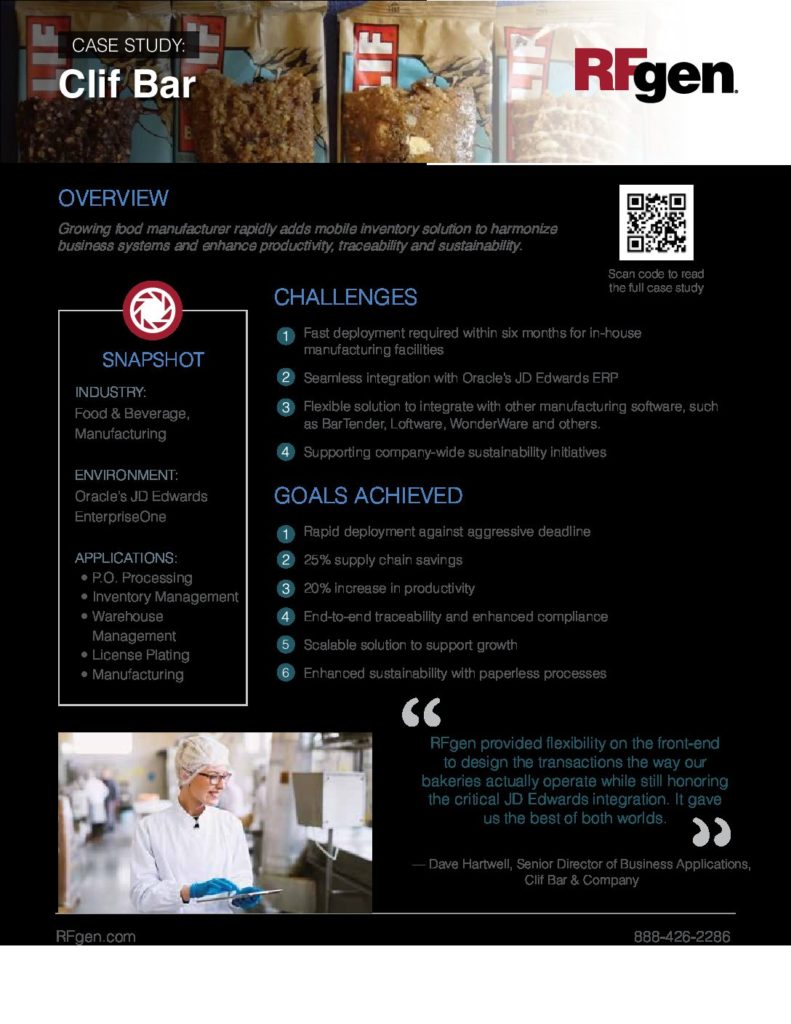 CASE STUDY:
Clif Bar
RFgen
OVERVIEW
Growing food manufacturer rapidly adds mobile inventory solution to harmonize
business systems and enhance productivity, traceability and sustainability.
Scan code to read
the full case study
SNAPSHOT
INDUSTRY:
Food & Beverage,
Manufacturing
ENVIRONMENT:
Oracle's JD Edwards
EnterpriseOne
APPLICATIONS:
• P.O. Processing
• Inventory Management
• Warehouse
Management
• License Plating
• Manufacturing
CHALLENGES
1 Fast deployment required within six months for in-house
manufacturing facilities
2 Seamless integration with Oracle's JD Edwards ERP
3 Flexible solution to integrate with other manufacturing software, such
as BarTender, Loftware, WonderWare and others.
4 Supporting company-wide sustainability initiatives
GOALS ACHIEVED
1 Rapid deployment against aggressive deadline
2 25% supply chain savings
3 20% increase in productivity
4 End-to-end traceability and enhanced compliance
5 Scalable solution to support growth
6 Enhanced sustainability with paperless processes
“
RFgen provided flexibility on the front-end
to design the transactions the way our
bakeries actually operate while still honoring
the critical JD Edwards integration. It gave
us the best of both worlds.
”
— Dave Hartwell, Senior Director of Business Applications,
Clif Bar & Company
RFgen.com
888-426-2286